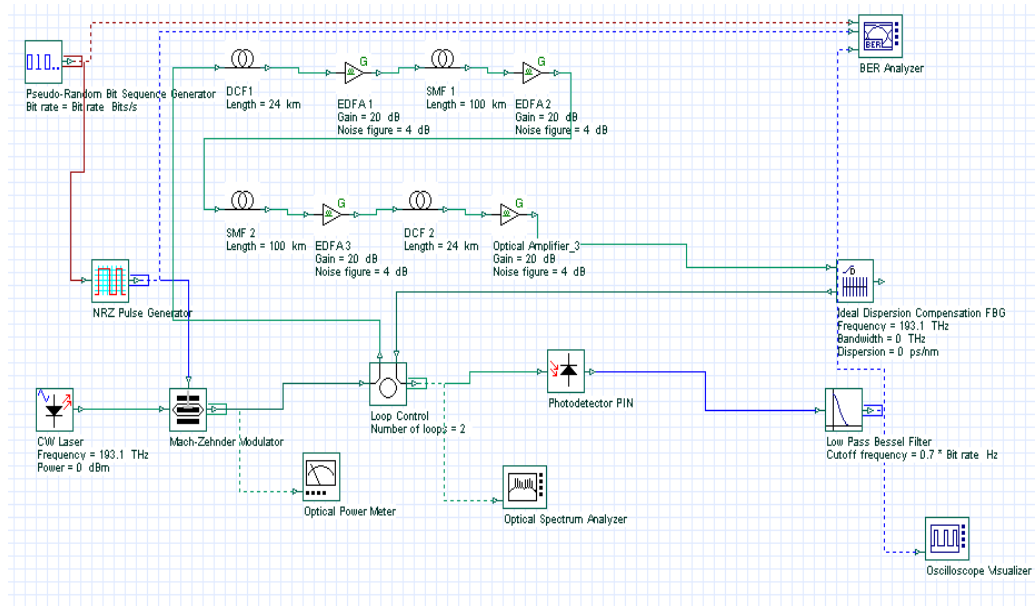 010..
BER
BER Analyzer
Pseudo-Random Bit Sequence Generator
Bit rate = Bit rate Bits/s
DCF1
Length = 24 km
G
EDFA 1
Gain = 20 dB
Noise figure = 4 dB
SMF 1
Length = 100 km
G
EDFA 2
Gain = 20 dB
Noise figure = 4 dB
SMF 2
Length = 100 km
G
EDFA 3
Gain = 20 dB
Noise figure = 4 dB
DCF 2
Length = 24 km
G
Optical Amplifier_3
Gain = 20 dB
Noise figure = 4 dB
NRZ Pulse Generator
Ideal Dispersion Compensation FBG
Frequency = 193.1 THz
Bandwidth = 0 THz
Dispersion = 0 ps/nm
CW Laser
Frequency = 193.1 THz
Power = 0 dBm
Mach-Zehnder Modulator
Loop Control
Number of loops = 2
Photodetector PIN
Low Pass Bessel Filter
Cutoff frequency = 0.7 * Bit rate Hz
Optical Power Meter
Optical Spectrum Analyzer
Oscilloscope Visualizer